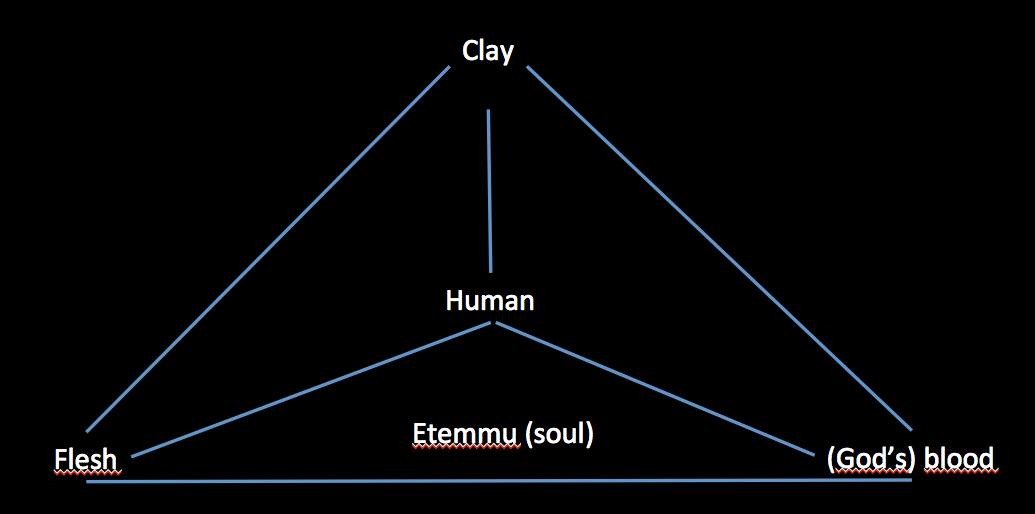 Clay
Human
Etemmu (soul)
Flesh
(God’s) blood